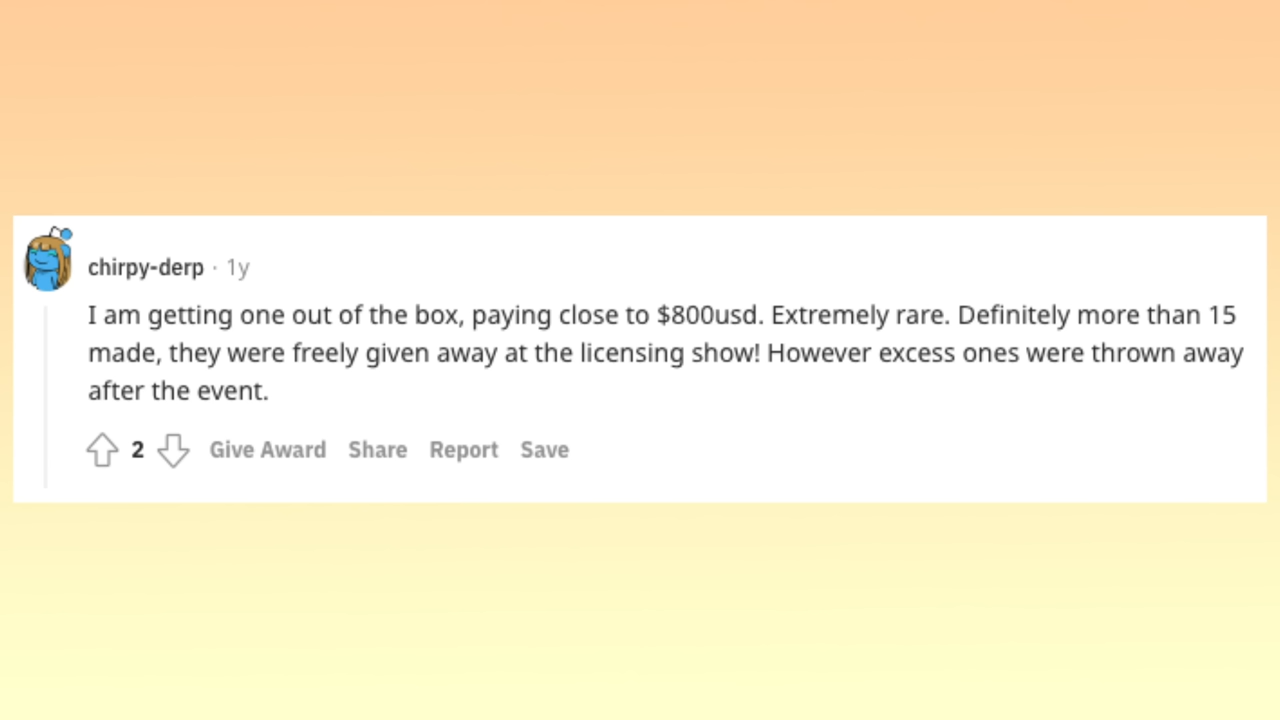 chirpy-derp · 1y
I am getting one out of the box, paying close to $800usd. Extremely rare. Definitely more than 15
made, they were freely given away at the licensing show! However excess ones were thrown away
after the event.
2 Give Award Share Report Save